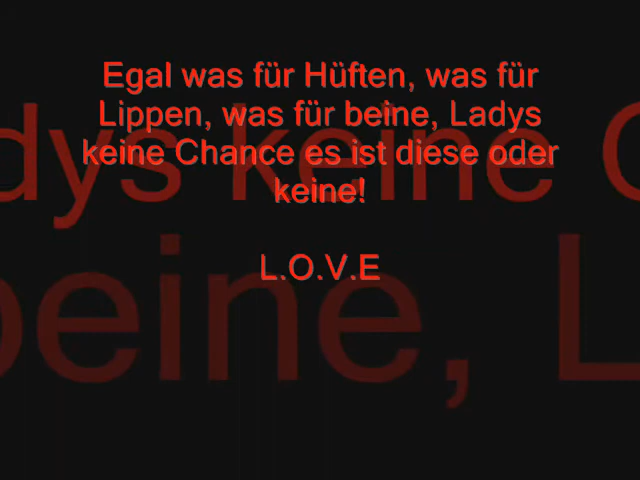 Egal was für Hüften, was für
Lippen, was für beine, Ladys
keine Chance es ist diese oder
keine!
L.O.V.E
dys keine
beine, L